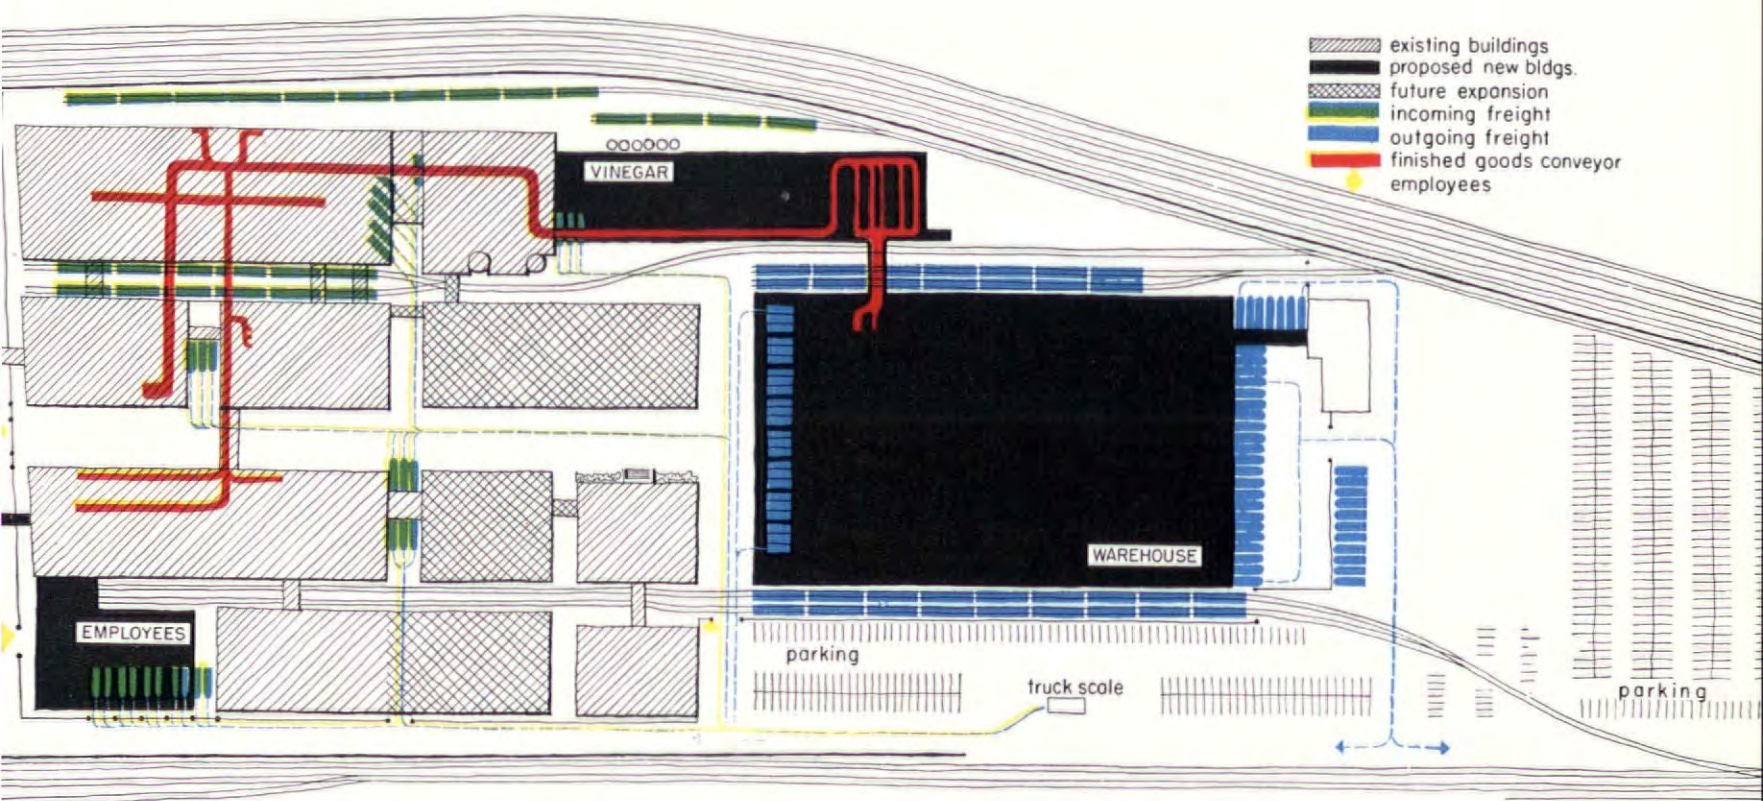 existing buildings
proposed new bldgs.
future expansion
incoming freight
outgoing freight
finished goods conveyor
employees
VINEGAR
WAREHOUSE
EMPLOYEES
parking
truck scale
parking